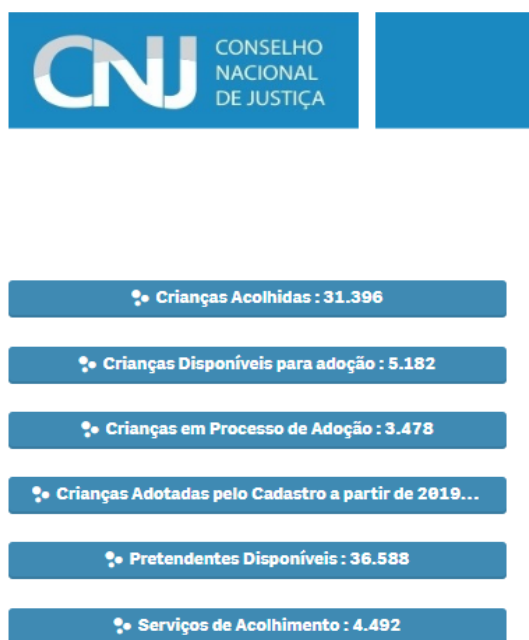 CNJ
CONSELHO
NACIONAL
DE JUSTIÇA
Crianças Acolhidas : 31.396
Crianças Disponíveis para adoção : 5.182
Crianças em Processo de Adoção : 3.478
Crianças Adotadas pelo Cadastro a partir de 2019...
Pretendentes Disponíveis : 36.588
Serviços de Acolhimento : 4.492